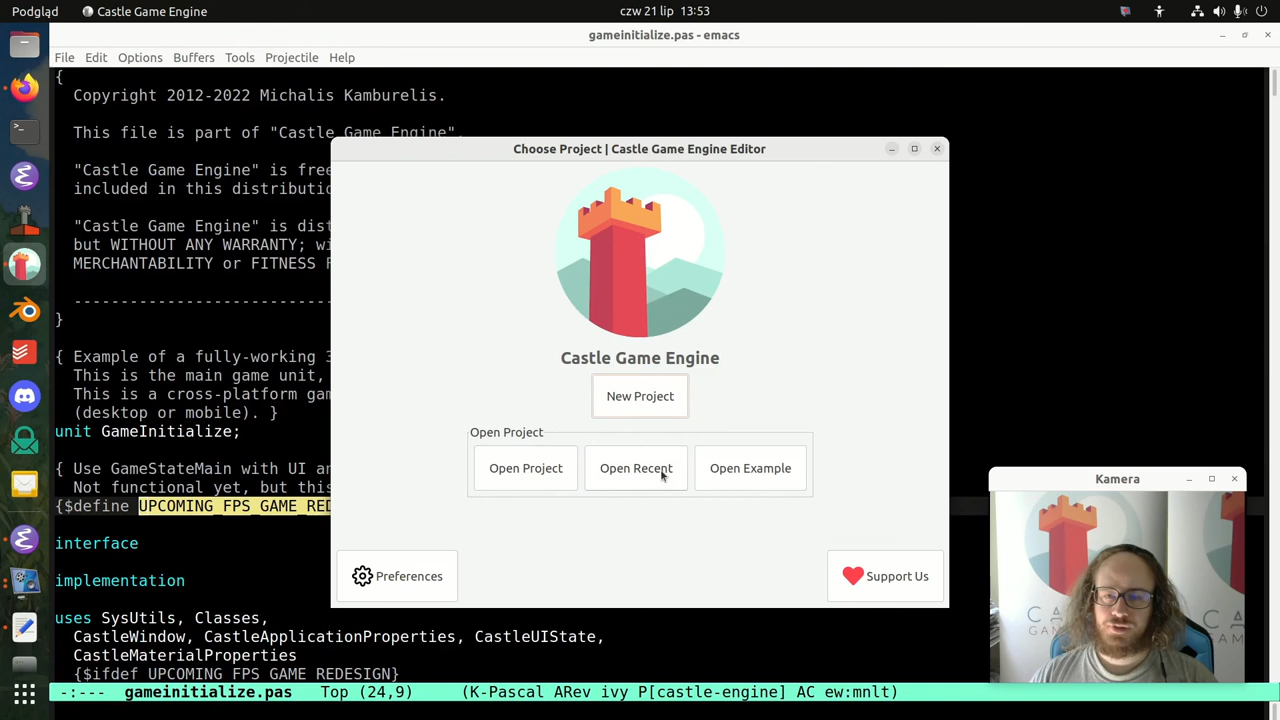 Podgląd
Castle Game Engine
czw 21 lip 13:53
gameinitialize.pas - emacs
File Edit Options Buffers Tools Projectile Help
{
Copyright 2012-2022 Michalis Kamburelis.
This file is part of "Castle Game Engine".
"Castle Game Engine" is free
included in this distribution
"Castle Game Engine" is dist
but WITHOUT ANY WARRANTY; wi
MERCHANTABILITY or FITNESS F
------------------------------
}
{ Example of a fully-working 3
This is the main game unit,
This is a cross-platform gam
(desktop or mobile). }
unit GameInitialize;
{ Use GameStateMain with UI an
Not functional yet, but this
{$define UPCOMING_FPS_GAME_RED
interface
implementation
uses SysUtils, Classes,
CastleWindow, CastleApplicationProperties, CastleUIState,
CastleMaterialProperties
{$ifdef UPCOMING_FPS_GAME_REDESIGN}
-:--- gameinitialize.pas Top (24,9) (K-Pascal ARev ivy P[castle-engine] AC ew:mnlt)
Choose Project | Castle Game Engine Editor
Castle Game Engine
New Project
Open Project
Open Project
Open Recent
Open Example
Preferences
Support Us
Kamera